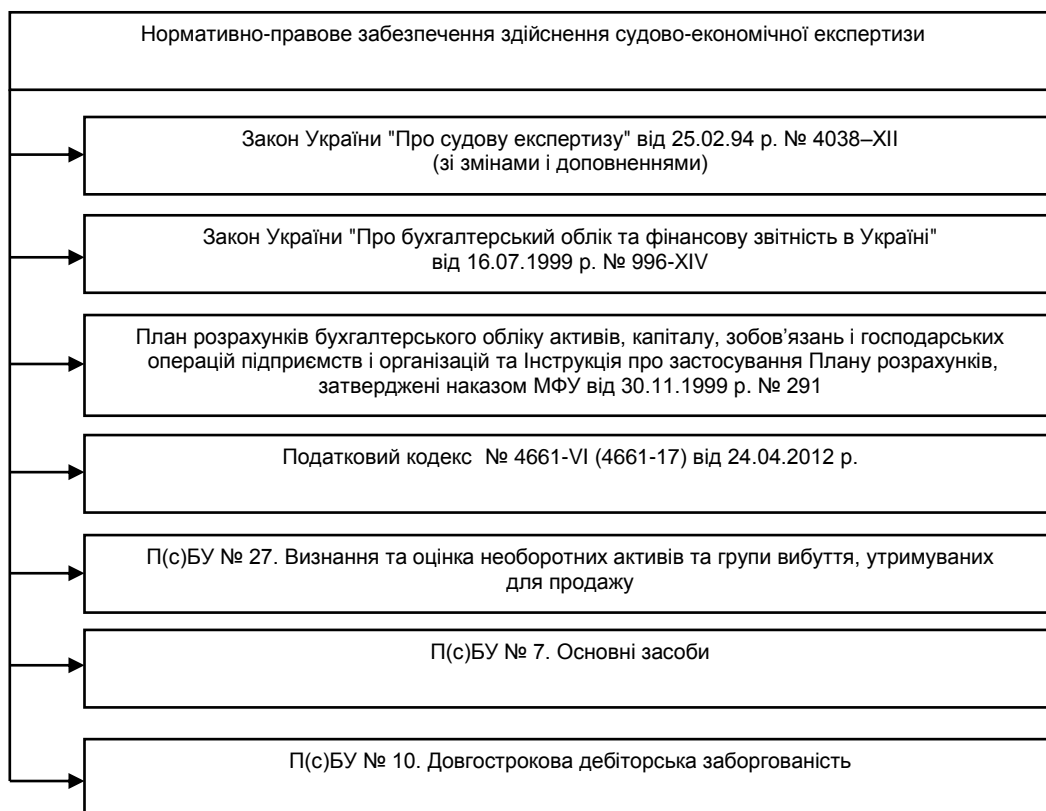 Нормативно-правове забезпечення здійснення судово-економічної експертизи
Закон України "Про судову експертизу" від 25.02.94 р. № 4038–XII
(зі змінами і доповненнями)
Закон України "Про бухгалтерський облік та фінансову звітність в Україні"
від 16.07.1999 р. № 996-XIV
План розрахунків бухгалтерського обліку активів, капіталу, зобов’язань і господарських
операцій підприємств і організацій та Інструкція про застосування Плану розрахунків,
затверджені наказом МФУ від 30.11.1999 р. № 291
Податковий кодекс № 4661-VI (4661-17) від 24.04.2012 р.
П(с)БУ № 27. Визнання та оцінка необоротних активів та групи вибуття, утримуваних
для продажу
П(с)БУ № 7. Основні засоби
П(с)БУ № 10. Довгострокова дебіторська заборгованість